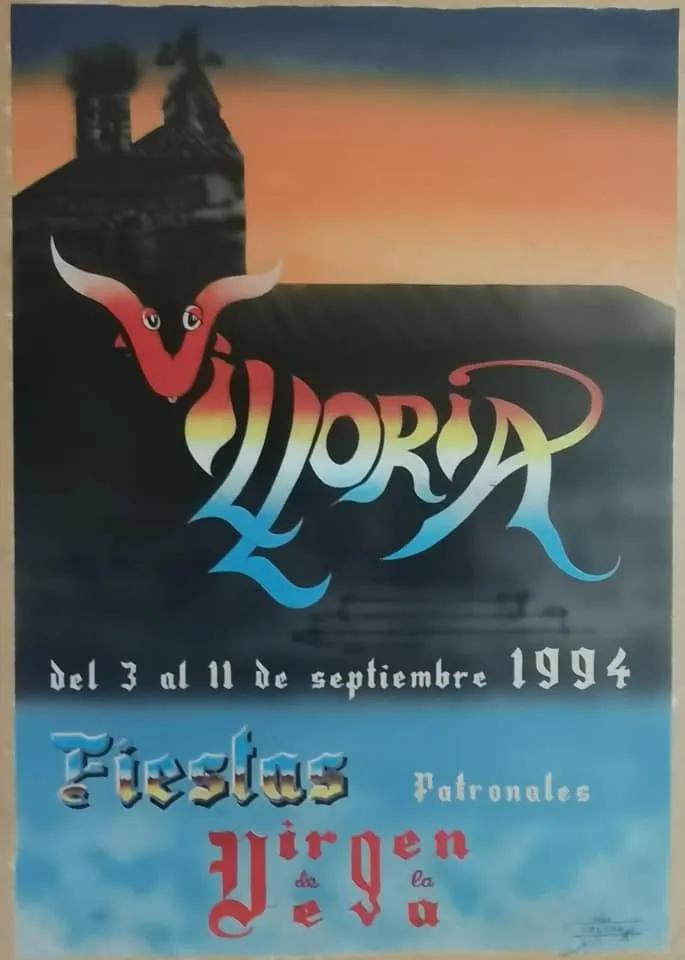 ViLLORiA
del 3 al 11 de septiembre 1994
Fiestas Patronales
Virgen
de la
Vega